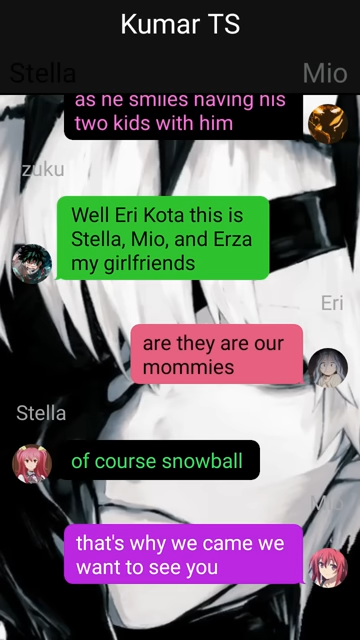 Kumar TS
Stella
Mio
as he smiles having his
two kids with him
zuku
Well Eri Kota this is
Stella, Mio, and Erza
my girlfriends
Eri
are they are our
mommies
Stella
of course snowball
Mio
that's why we came we
want to see you